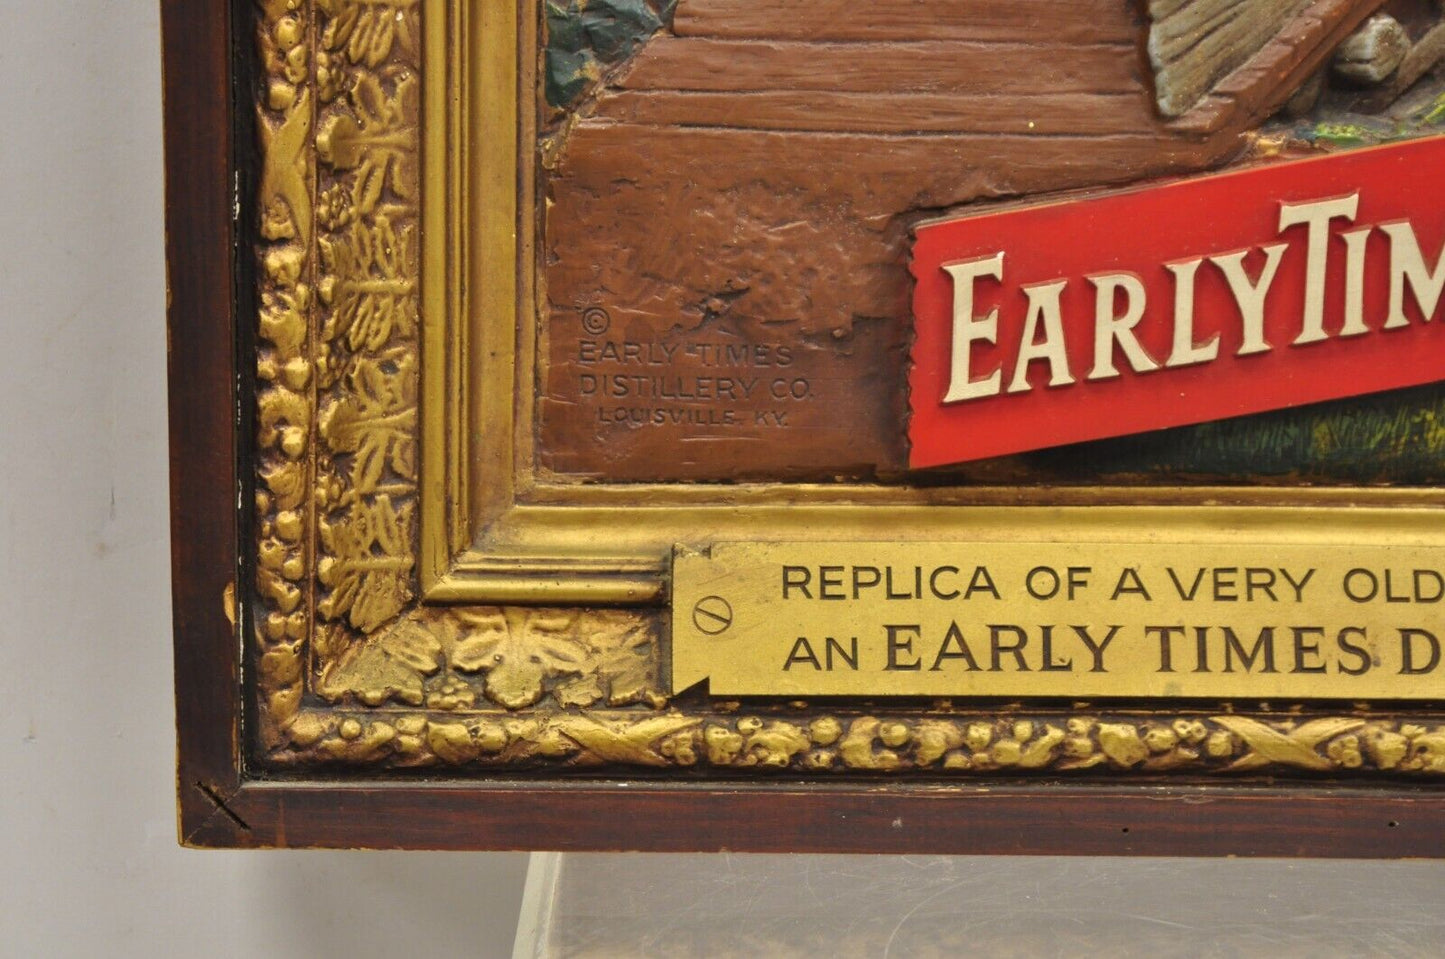 EARLY TIM
©
EARLY TIMES
DISTILLERY CO.
LOUISVILLE, KY.
REPLICA OF A VERY OLD
AN EARLY TIMES D